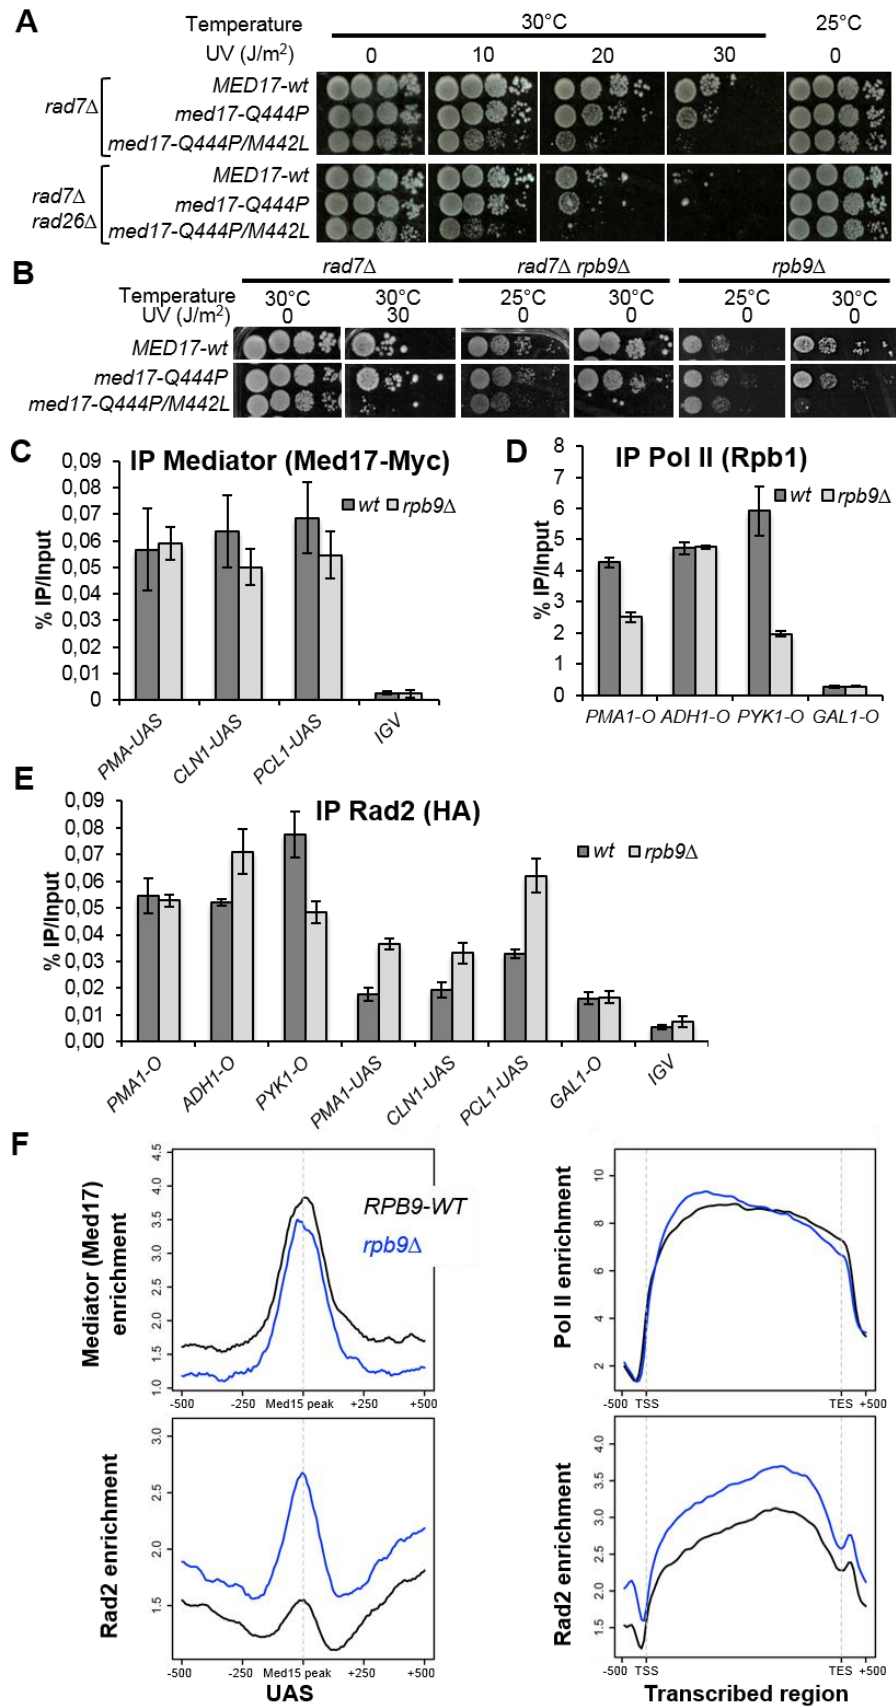 A
Temperature 30°C 25°C
UV (J/m²) 0 10 20 30 0
rad7Δ
MED17-wt
med17-Q444P
med17-Q444P/M442L
rad7Δ
rad26Δ
MED17-wt
med17-Q444P
med17-Q444P/M442L
B
rad7Δ rad7Δ rpb9Δ rpb9Δ
Temperature 30°C 30°C 25°C 30°C 25°C 30°C
UV (J/m²) 0 30 0 0 0 0
MED17-wt
med17-Q444P
med17-Q444P/M442L
C
IP Mediator (Med17-Myc)
wt rpb9Δ
% IP/Input
0,09
0,08
0,07
0,06
0,05
0,04
0,03
0,02
0,01
0
PMA-UAS CLN1-UAS PCL1-UAS IGV
D
IP Pol II (Rpb1)
wt rpb9Δ
% IP/Input
8
7
6
5
4
3
2
1
0
PMA1-O ADH1-O PYK1-O GAL1-O
E
IP Rad2 (HA)
wt rpb9Δ
% IP/Input
0,09
0,08
0,07
0,06
0,05
0,04
0,03
0,02
0,01
0,00
PMA1-O ADH1-O PYK1-O PMA1-UAS CLN1-UAS PCL1-UAS GAL1-O IGV
F
Mediator (Med17)
enrichment
4.5
4.0
3.5
3.0
2.5
2.0
1.5
1.0
RPB9-WT
rpb9Δ
-500 -250 Med15 peak +250 +500
Pol II enrichment
10
8
6
4
2
-500 TSS TES +500
Rad2 enrichment
3.0
2.5
2.0
1.5
-500 -250 Med15 peak +250 +500
UAS
Rad2 enrichment
4.0
3.5
3.0
2.5
2.0
1.5
-500 TSS TES +500
Transcribed region